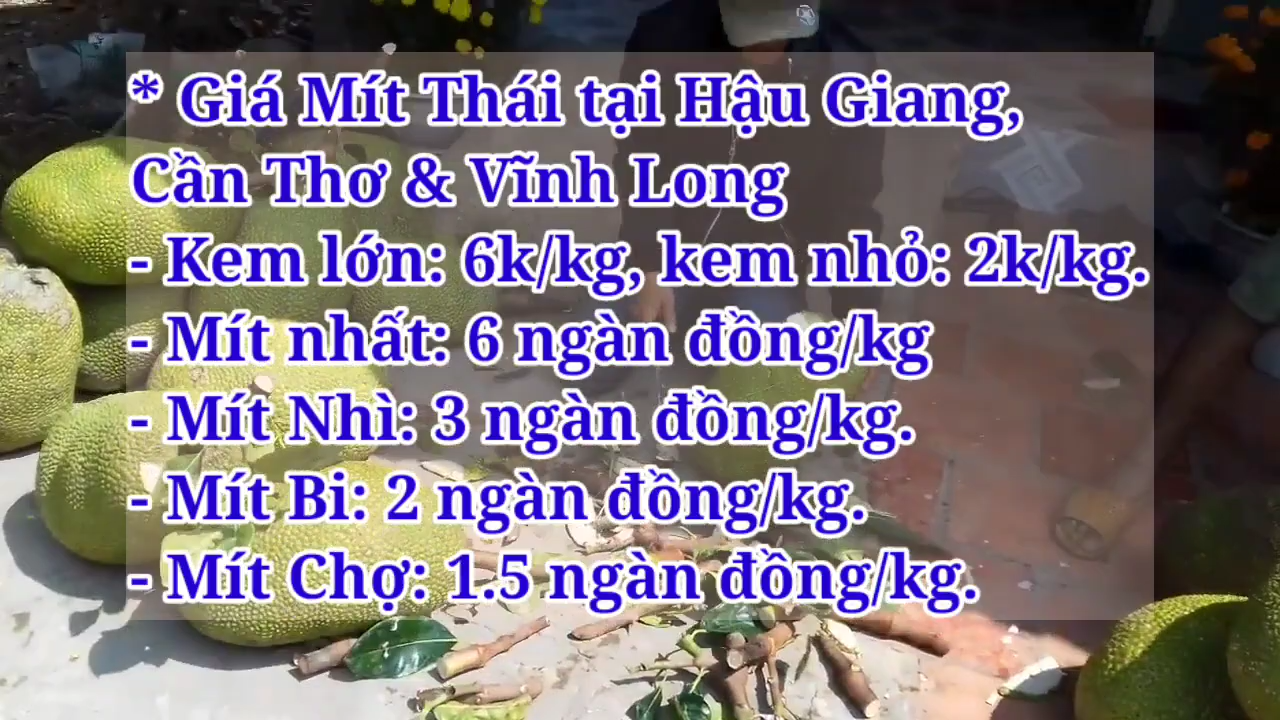 * Giá Mít Thái tại Hậu Giang,
Cần Thơ & Vĩnh Long
- Kem lớn: 6k/kg, kem nhỏ: 2k/kg.
- Mít nhất: 6 ngàn đồng/kg
- Mít Nhì: 3 ngàn đồng/kg.
- Mít Bi: 2 ngàn đồng/kg.
- Mít Chợ: 1.5 ngàn đồng/kg.